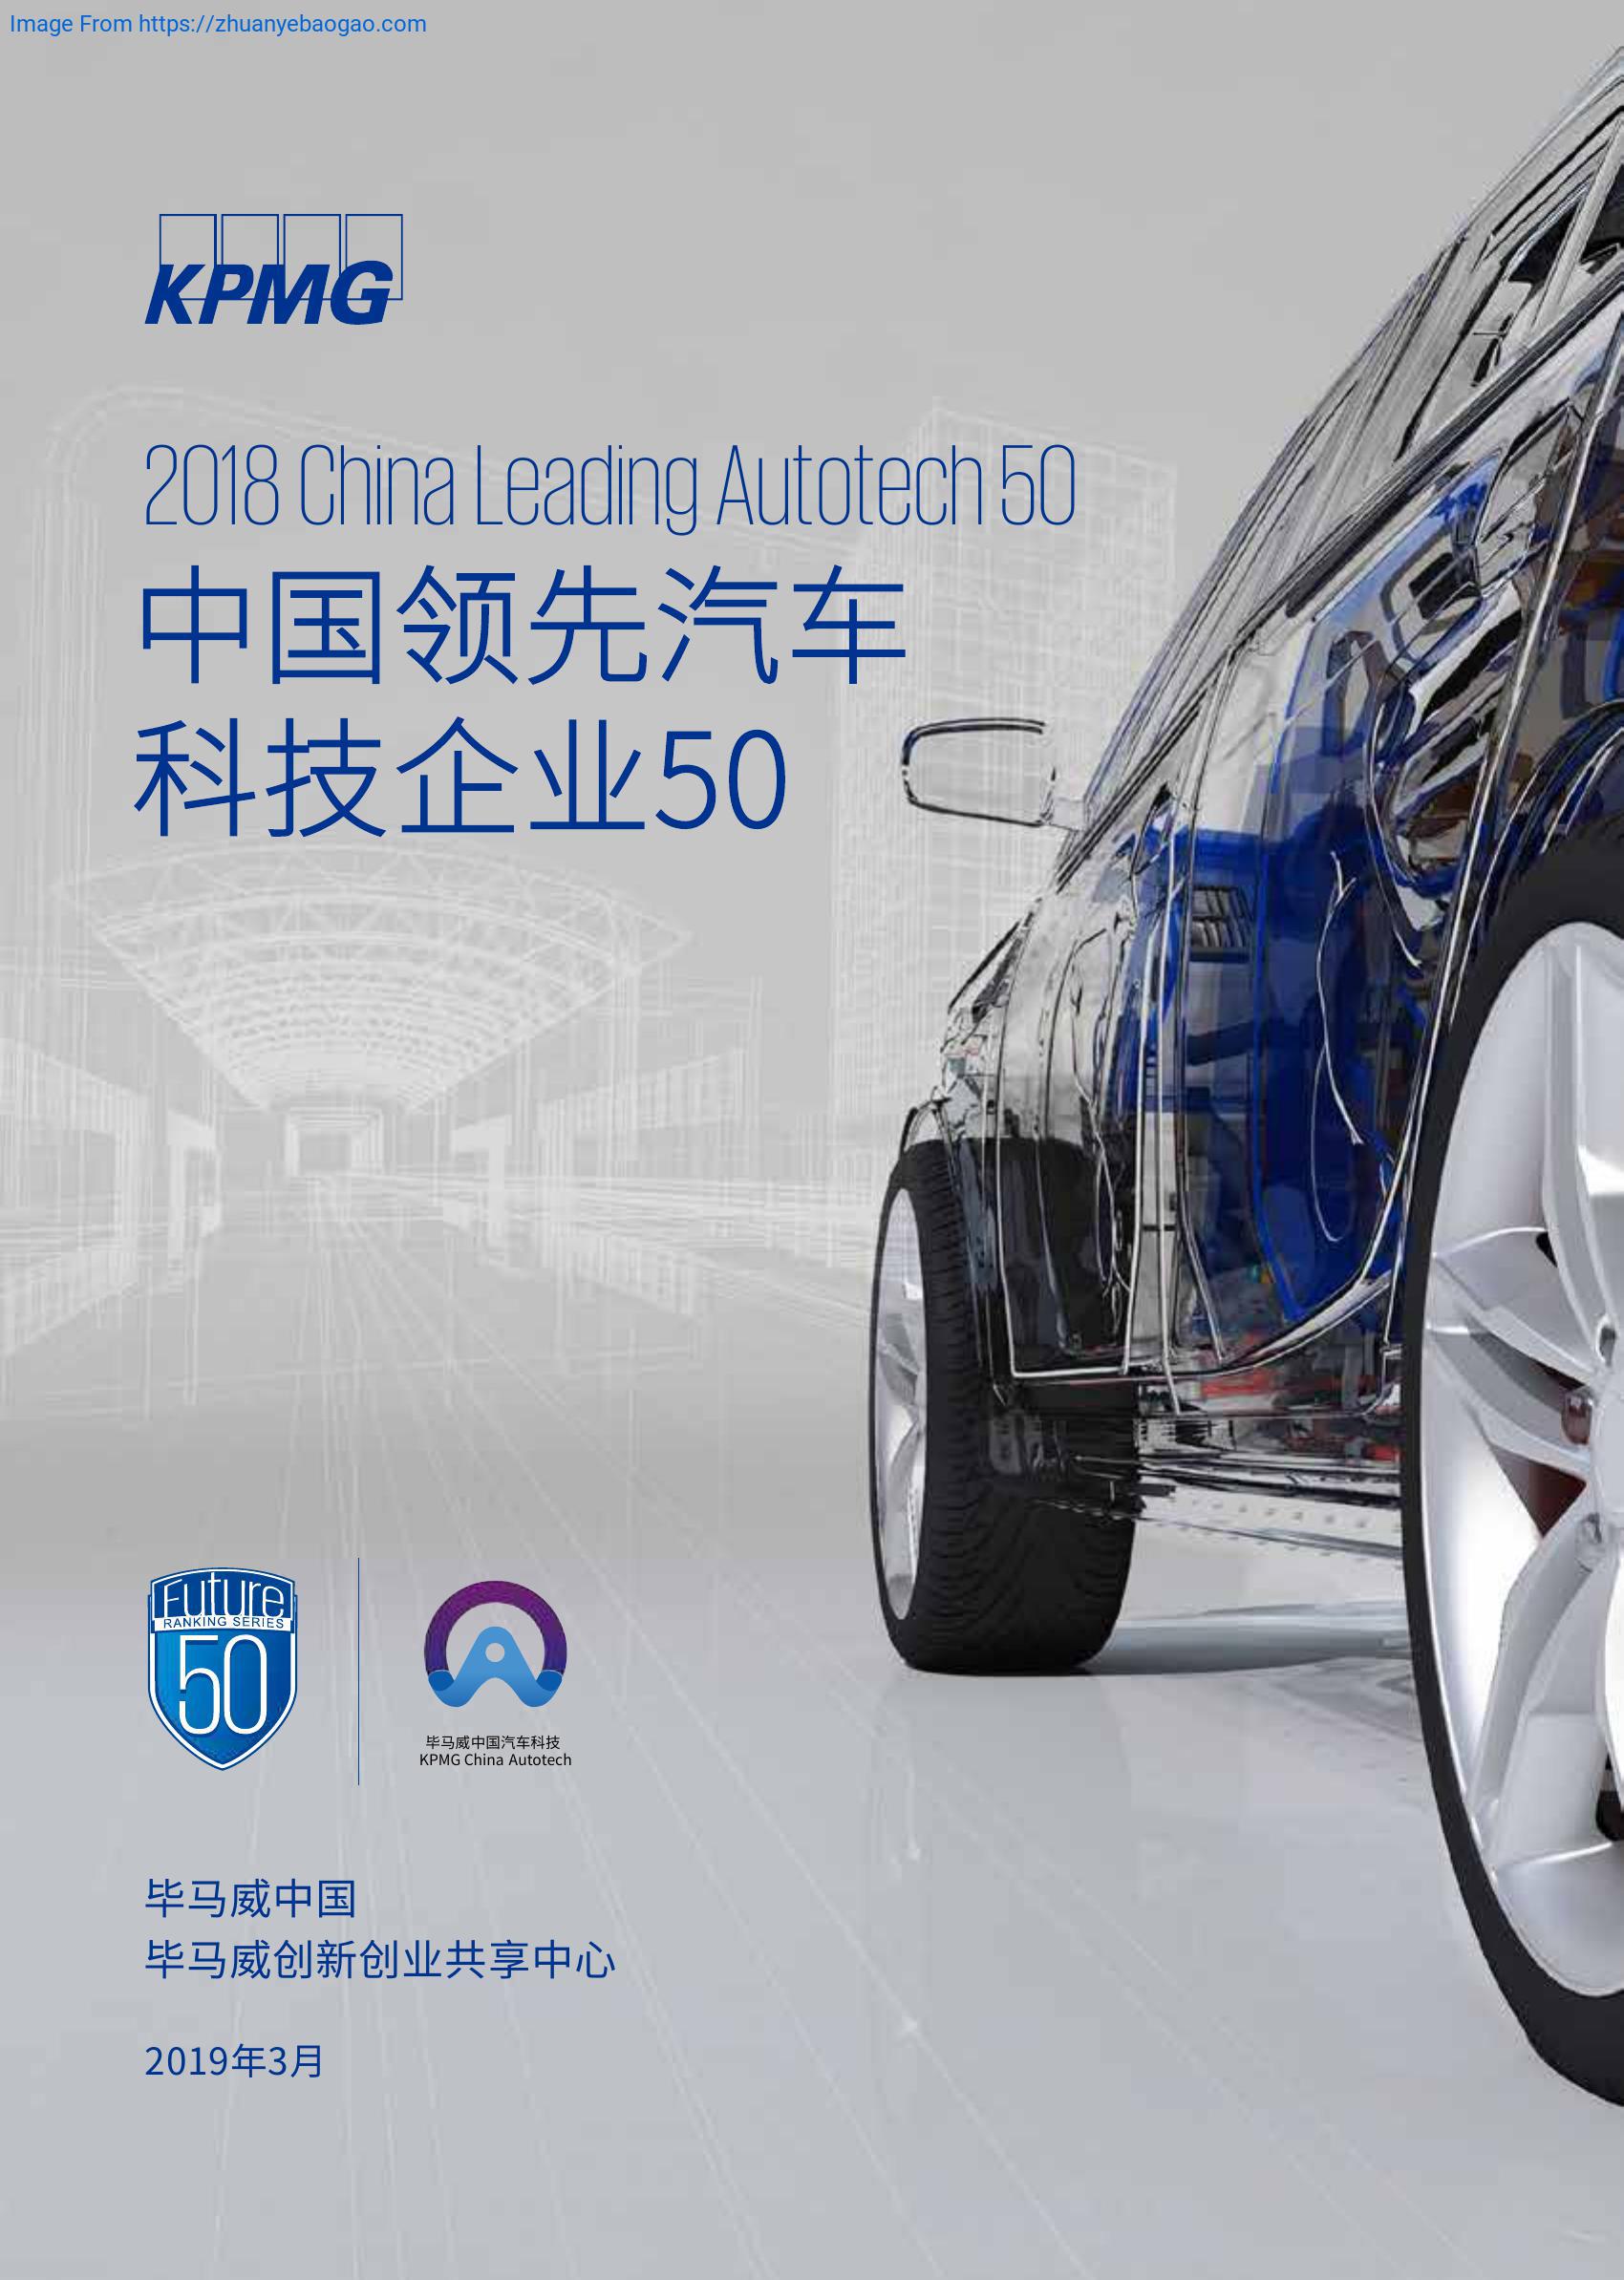 Image From https://zhuanyebaogao.com
KPMG
2018 China Leading Autotech 50
中国领先汽车
科技企业50
Future
RANKING SERIES
50
毕马威中国汽车科技
KPMG China Autotech
毕马威中国
毕马威创新创业共享中心
2019年3月